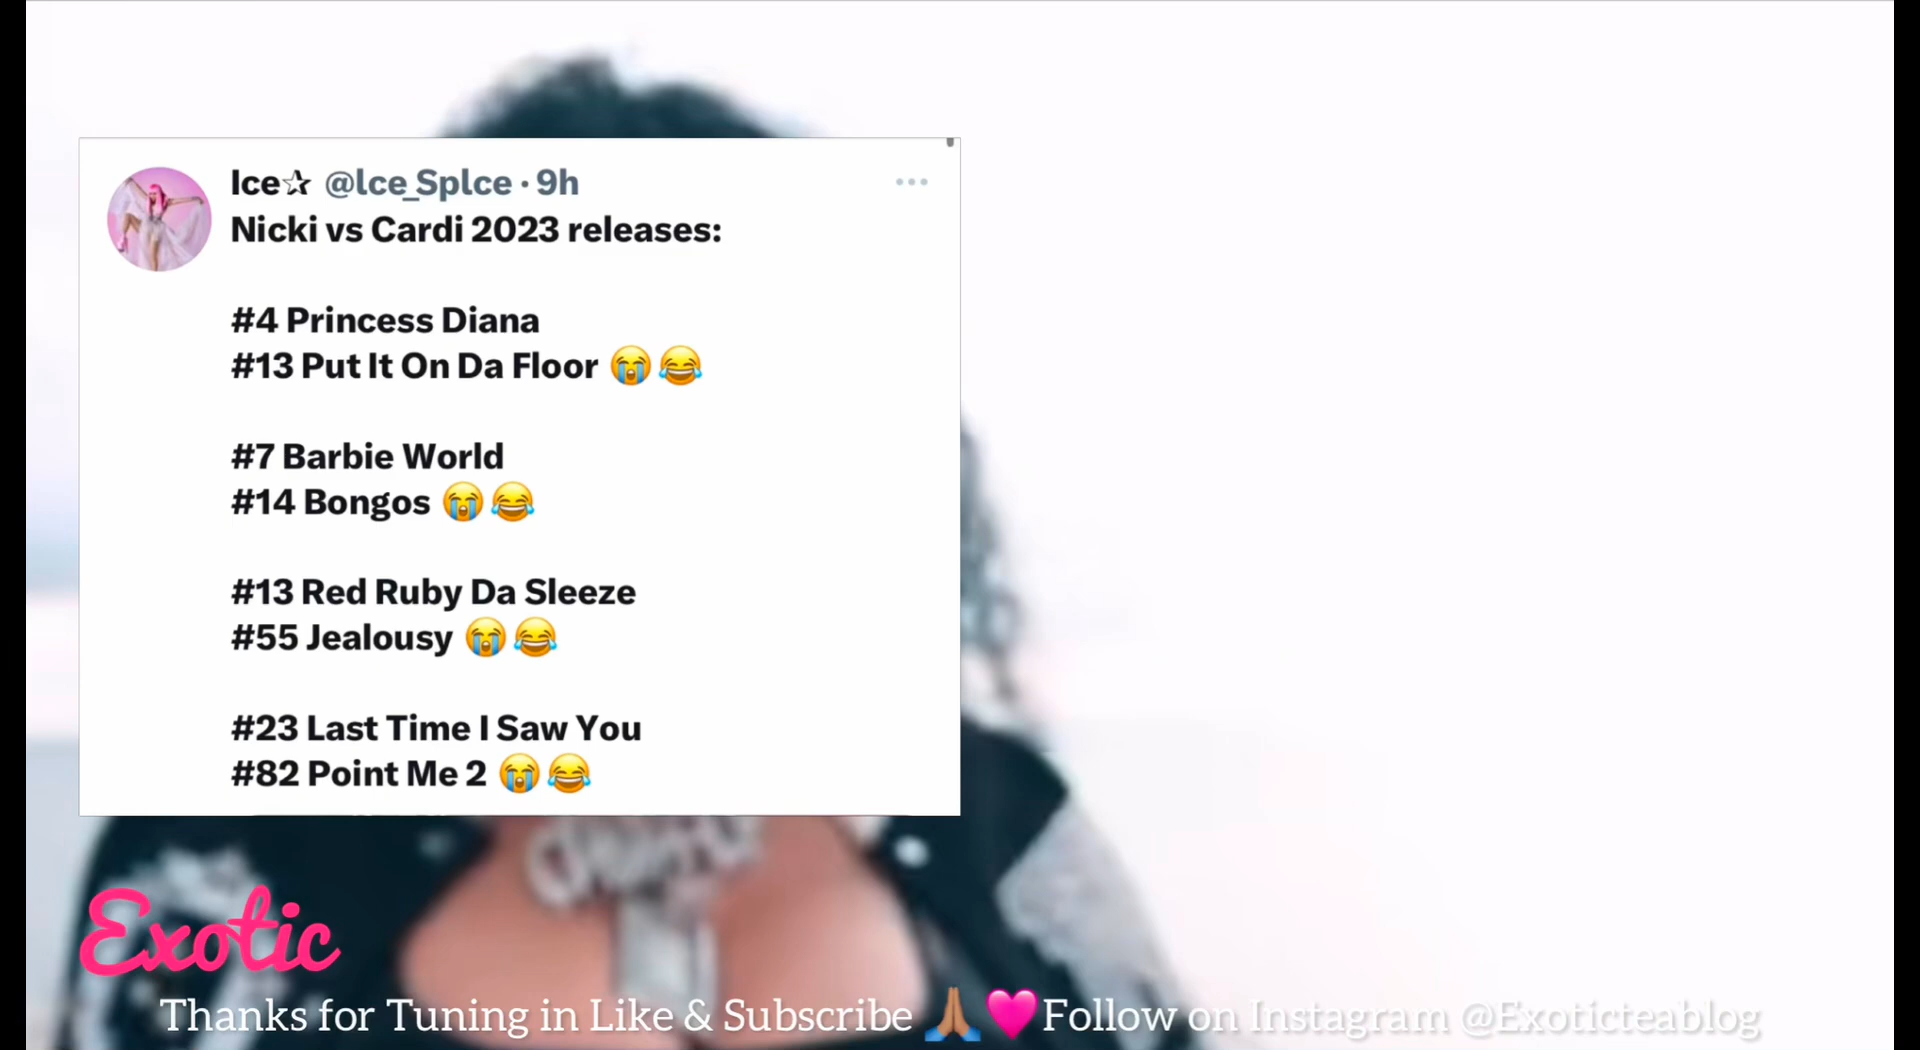 Ice☆ @lce_Splce · 9h
Nicki vs Cardi 2023 releases:
#4 Princess Diana
#13 Put It On Da Floor 😭😂
#7 Barbie World
#14 Bongos 😭😂
#13 Red Ruby Da Sleeze
#55 Jealousy 😭😂
#23 Last Time I Saw You
#82 Point Me 2 😭😂
Exotic
Thanks for Tuning in Like & Subscribe 🙏🏽💗Follow on Instagram @Exoticteablog